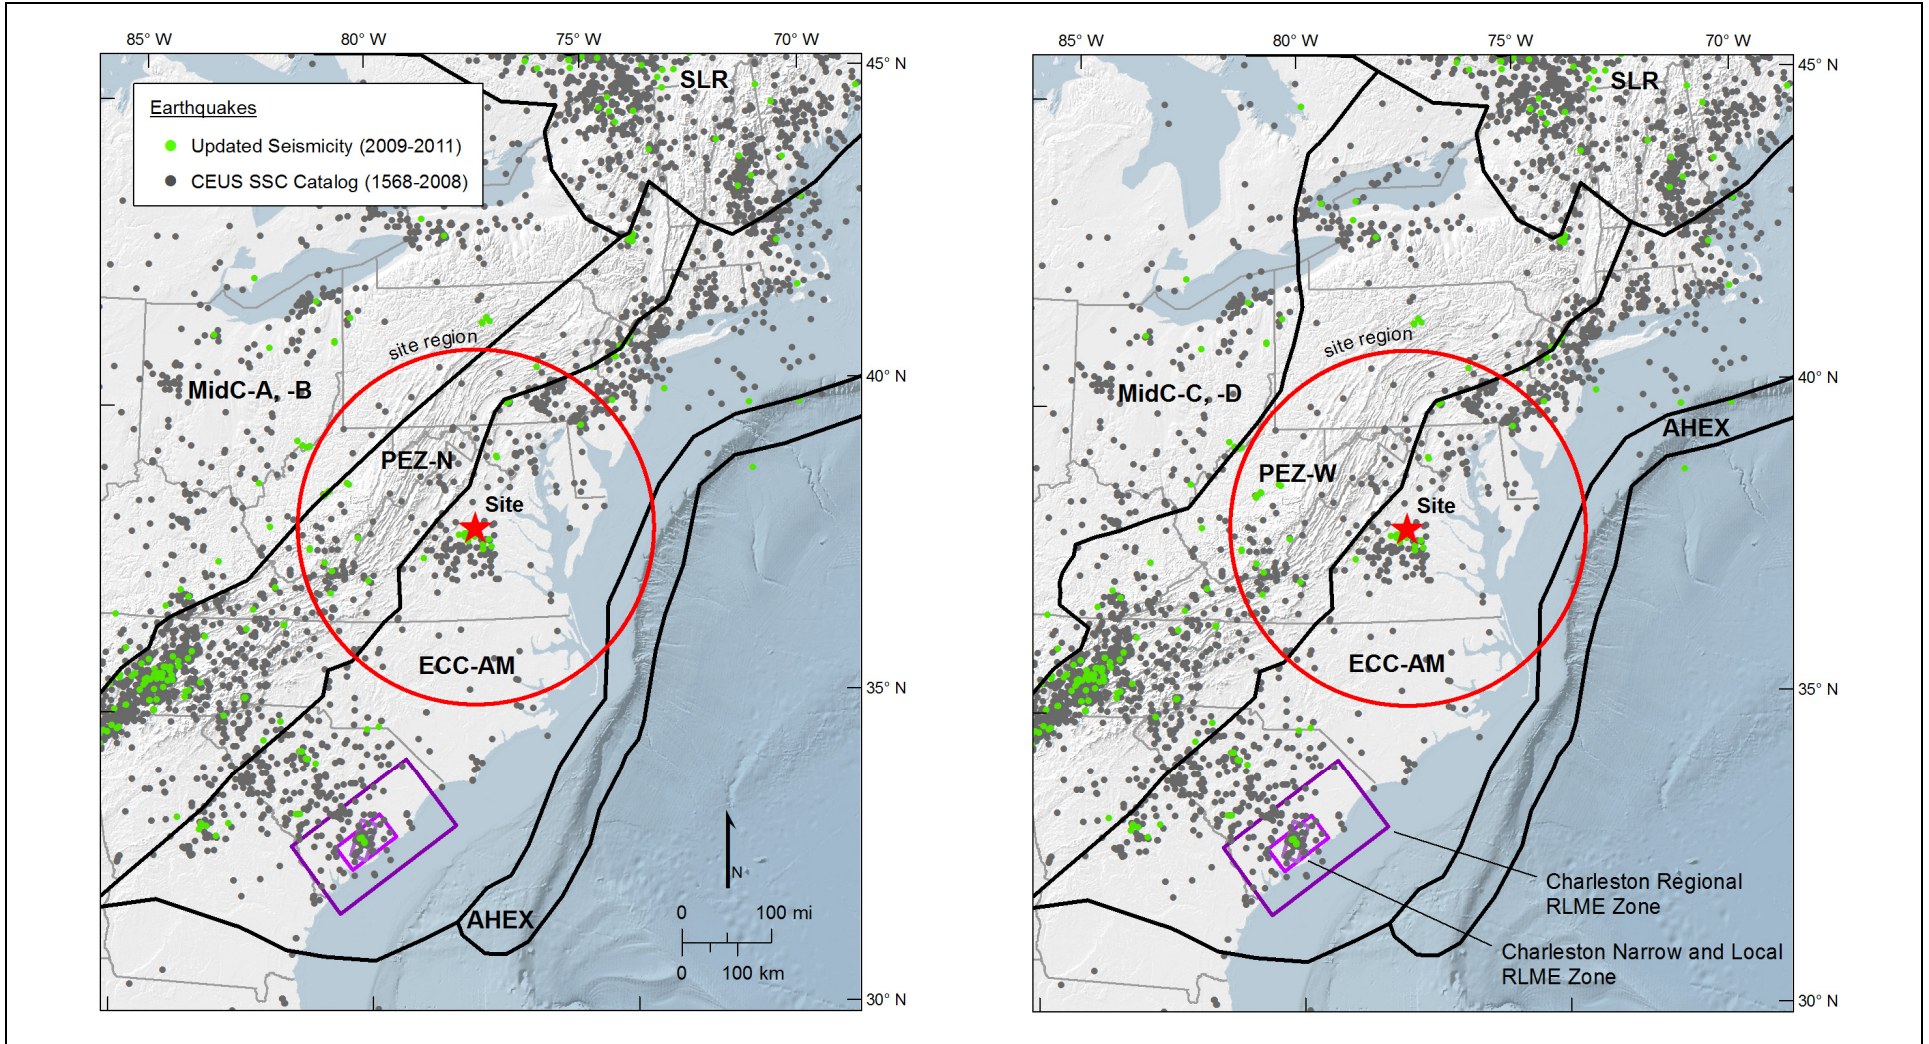 85° W
80° W
75° W
70° W
45° N
Earthquakes
Updated Seismicity (2009-2011)
CEUS SSC Catalog (1568-2008)
SLR
site region
40° N
MidC-A, -B
PEZ-N
Site
ECC-AM
35° N
AHEX
N
0 100 mi
0 100 km
30° N
85° W
80° W
75° W
70° W
45° N
SLR
site region
40° N
MidC-C, -D
AHEX
PEZ-W
Site
ECC-AM
35° N
Charleston Regional
RLME Zone
Charleston Narrow and Local
RLME Zone
30° N